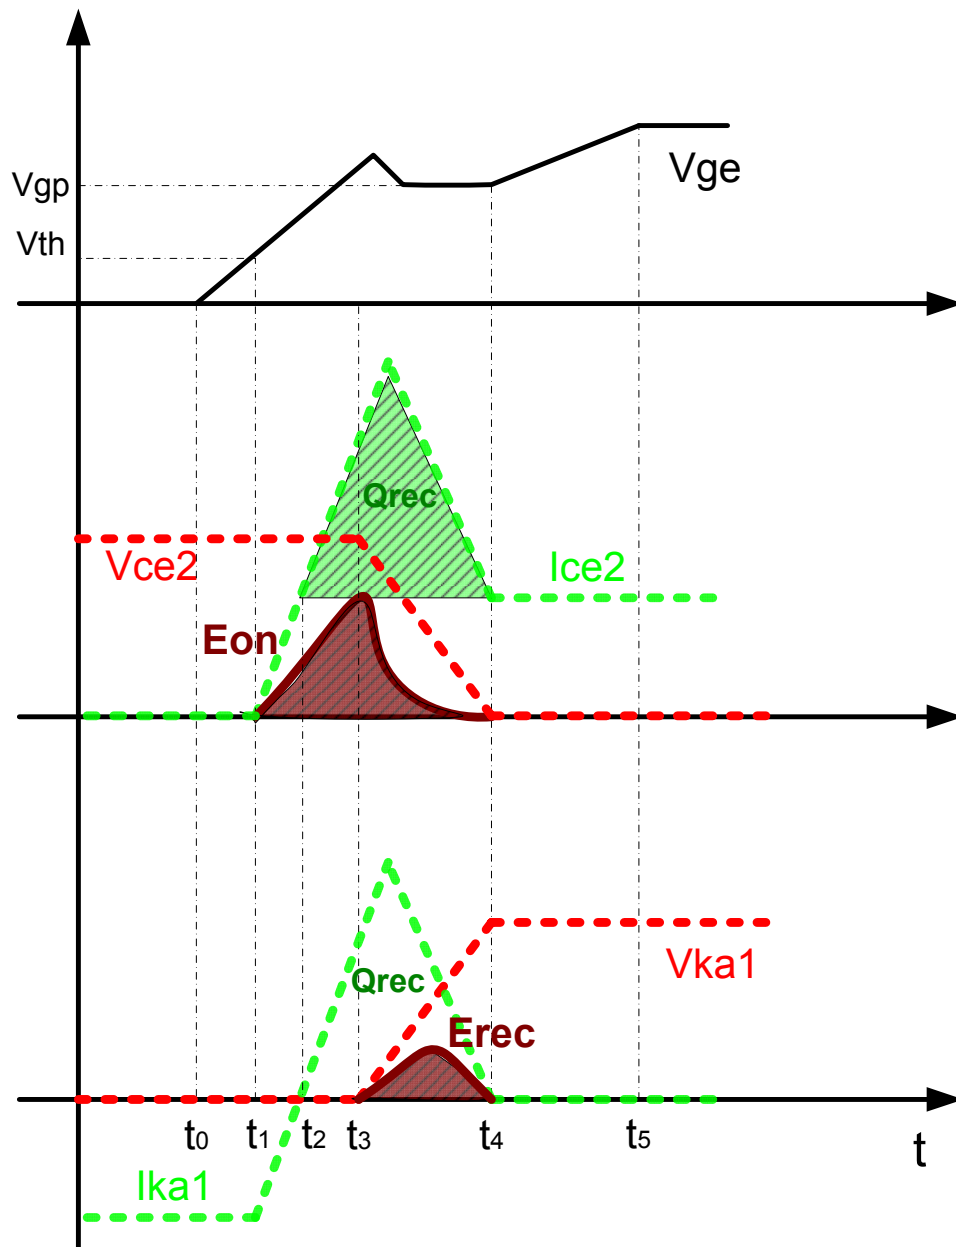 Vgp
Vge
Vth
Qrec
Vce2
Ice2
Eon
Vka1
Qrec
Erec
t0 t1 t2 t3 t4 t5
t
Ika1